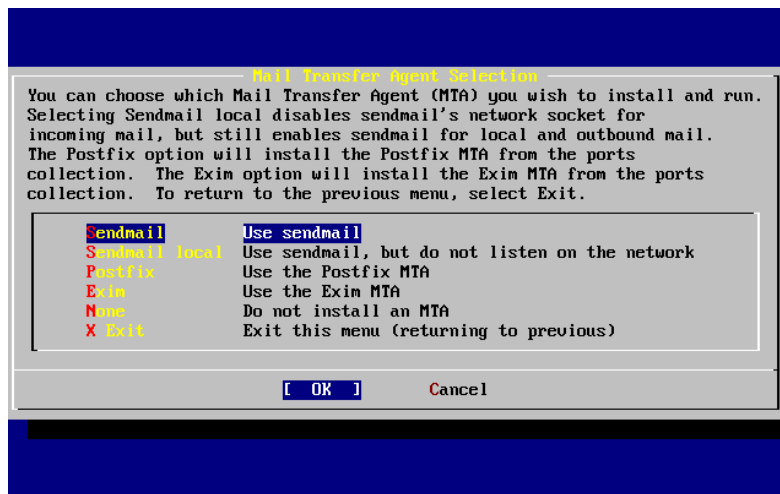 Mail Transfer Agent Selection
You can choose which Mail Transfer Agent (MTA) you wish to install and run.
Selecting Sendmail local disables sendmail's network socket for
incoming mail, but still enables sendmail for local and outbound mail.
The Postfix option will install the Postfix MTA from the ports
collection.  The Exim option will install the Exim MTA from the ports
collection.  To return to the previous menu, select Exit.
Sendmail Use sendmail
Sendmail local Use sendmail, but do not listen on the network
Postfix Use the Postfix MTA
Exim Use the Exim MTA
None Do not install an MTA
X Exit Exit this menu (returning to previous)
[ OK ] Cancel